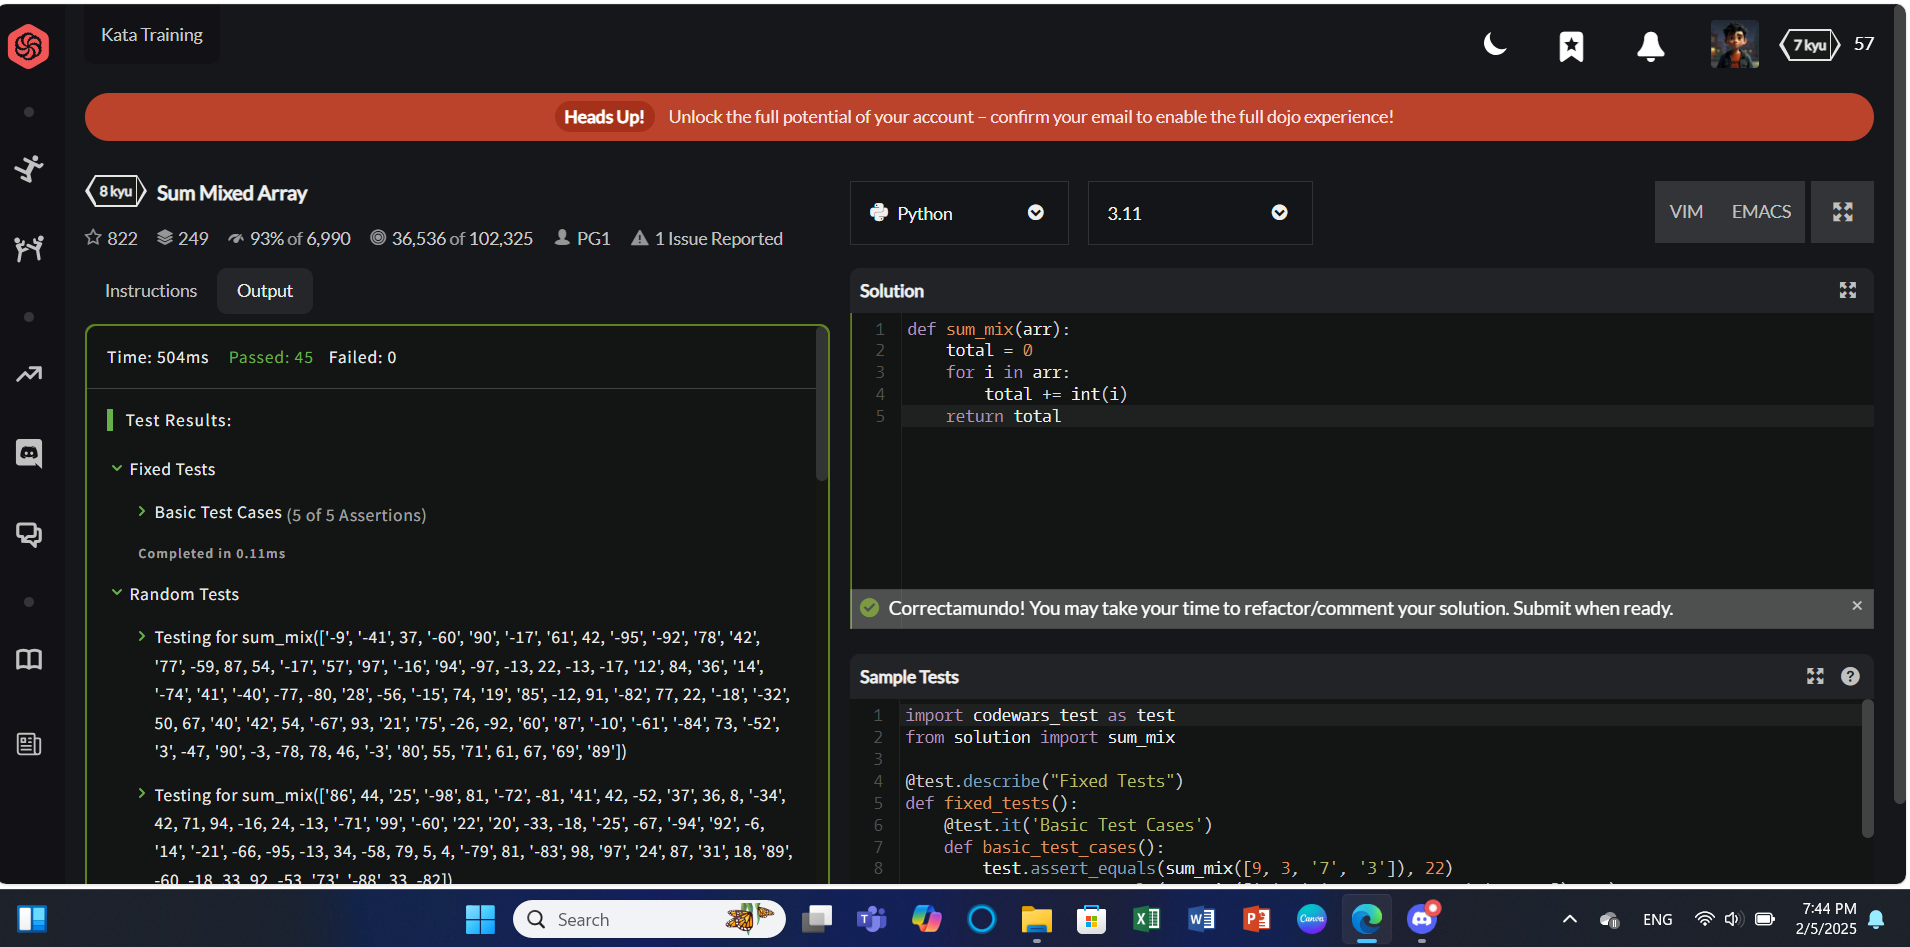 Kata Training
7 kyu 57
Heads Up! Unlock the full potential of your account – confirm your email to enable the full dojo experience!
8 kyu Sum Mixed Array
822 249 93% of 6,990 36,536 of 102,325 PG1 1 Issue Reported
Python 3.11 VIM EMACS
Instructions Output
Time: 504ms Passed: 45 Failed: 0
Test Results:
Fixed Tests
Basic Test Cases (5 of 5 Assertions)
Completed in 0.11ms
Random Tests
Testing for sum_mix(['-9', '-41', 37, '-60', '90', '-17', '61', 42, '-95', '-92', '78', '42',
'77', -59, 87, 54, '-17', '57', '97', '-16', '94', -97, -13, 22, -13, -17, '12', 84, '36', '14',
'-74', '41', '-40', -77, -80, '28', -56, '-15', 74, '19', '85', -12, 91, '-82', 77, 22, '-18', '-32',
50, 67, '40', '42', 54, '-67', 93, '21', '75', -26, -92, '60', '87', '-10', '-61', '-84', 73, '-52',
'3', -47, '90', -3, -78, 78, 46, '-3', '80', 55, '71', 61, 67, '69', '89'])
Testing for sum_mix(['86', 44, '25', '-98', 81, '-72', -81, '41', 42, -52, '37', 36, 8, '-34',
42, 71, 94, -16, 24, -13, '-71', '99', '-60', '22', '20', -33, -18, '-25', -67, '-94', '92', -6,
'14', '-21', -66, -95, -13, 34, -58, 79, 5, 4, '-79', 81, '-83', 98, '97', '24', 87, '31', 18, '89',
-60, -18, 33, 92, -53, '73', '-88', 33, -82])
Solution
1 def sum_mix(arr):
2 total = 0
3 for i in arr:
4 total += int(i)
5 return total
Correctamundo! You may take your time to refactor/comment your solution. Submit when ready.
Sample Tests
1 import codewars_test as test
2 from solution import sum_mix
3
4 @test.describe("Fixed Tests")
5 def fixed_tests():
6 @test.it('Basic Test Cases')
7 def basic_test_cases():
8 test.assert_equals(sum_mix([9, 3, '7', '3']), 22)
Search
Canva
ENG
7:44 PM
2/5/2025